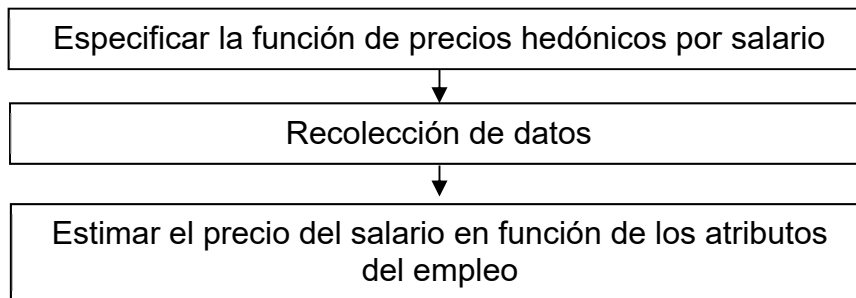 Especificar la función de precios hedónicos por salario
Recolección de datos
Estimar el precio del salario en función de los atributos
del empleo